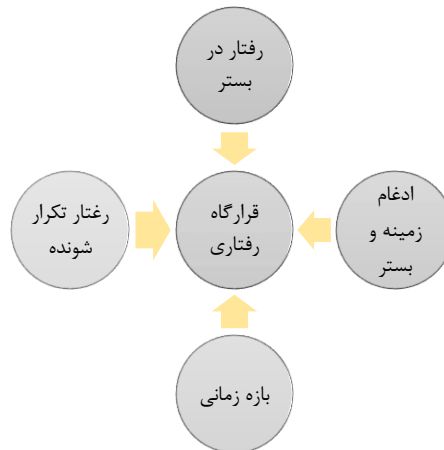 رفتار در
بستر
ادغام
زمینه و
بستر
قرارگاه
رفتاری
رغتار تکرار
شونده
بازه زمانی